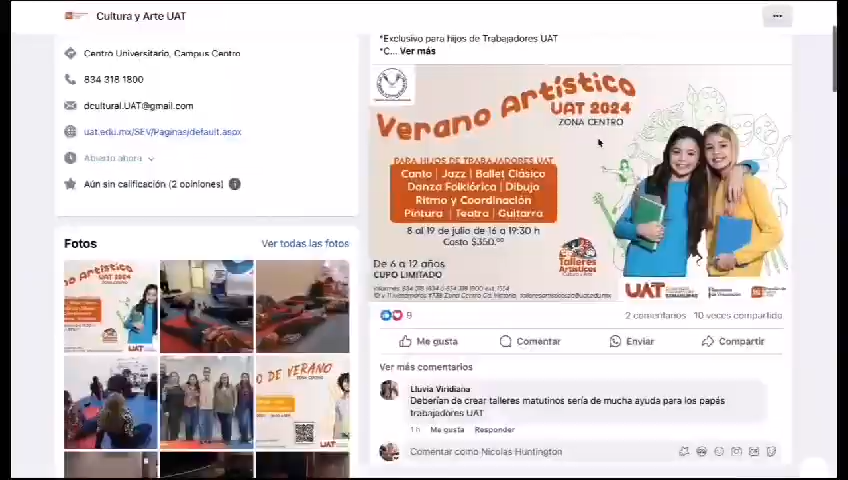 Cultura y Arte UAT
Centro Universitario, Campus Centro
834 318 1800
dcultural.UAT@gmail.com
uat.edu.mx/SEV/Paginas/default.aspx
Abierto ahora
Aún sin calificación (2 opiniones)
Fotos
Ver todas las fotos
*Exclusivo para hijos de Trabajadores UAT
*C... Ver más
Verano Artístico
UAT 2024
ZONA CENTRO
PARA HIJOS DE TRABAJADORES UAT
Canto | Jazz | Ballet Clásico
Danza Folklórica | Dibujo
Ritmo y Coordinación
Pintura | Teatro | Guitarra
8 al 19 de julio de 16 a 19:30 h
Costo $350.00
De 6 a 12 años
CUPO LIMITADO
Talleres
Artísticos
UAT
9
2 comentarios 10 veces compartido
Me gusta
Comentar
Enviar
Compartir
Ver más comentarios
Lluvia Viridiana
Deberían de crear talleres matutinos sería de mucha ayuda para los papás
trabajadores UAT
1 h Me gusta Responder
Comentar como Nicolas Huntington